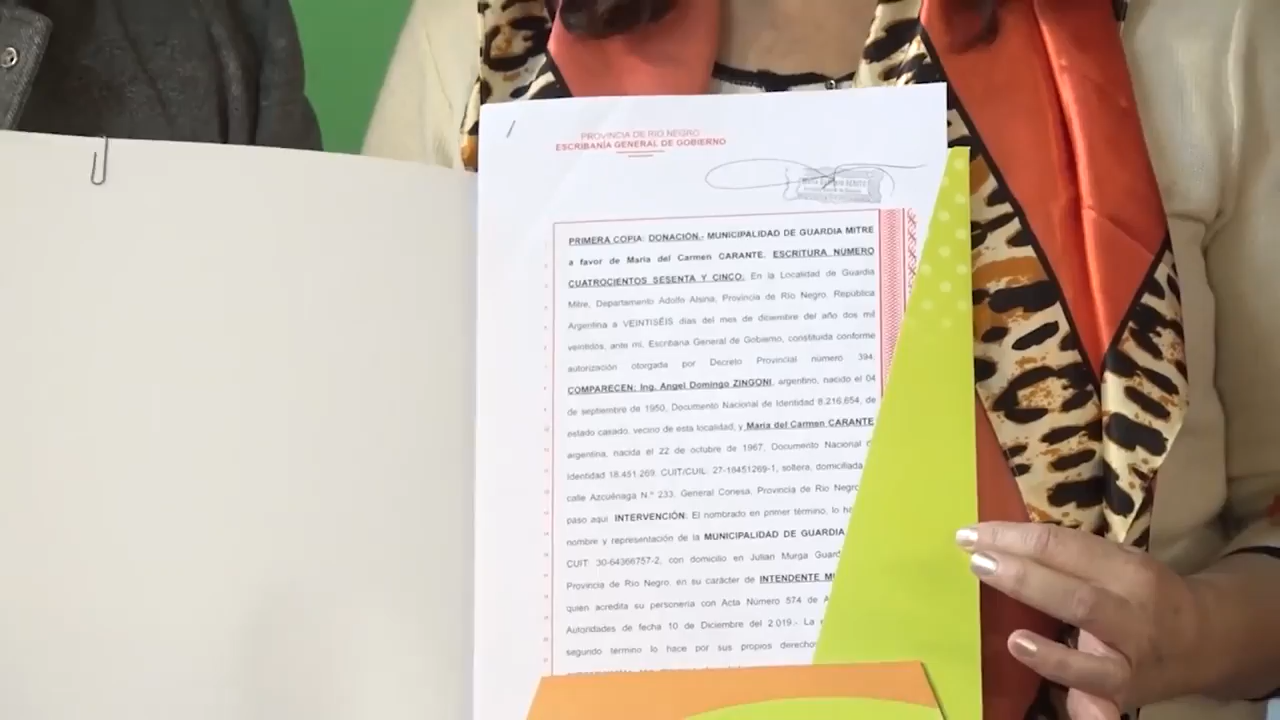 PROVINCIA DE RIO NEGRO
ESCRIBANÍA GENERAL DE GOBIERNO
PRIMERA COPIA: DONACIÓN.- MUNICIPALIDAD DE GUARDIA MITRE
a favor de María del Carmen CARANTE. ESCRITURA NÚMERO
CUATROCIENTOS SESENTA Y CINCO: En la Localidad de Guardia
Mitre, Departamento Adolfo Alsina, Provincia de Río Negro, República
Argentina a VEINTISÉIS días del mes de diciembre del año dos mil
veintidos, ante mi, Escribana General de Gobierno, constituida conforme
autorización otorgada por Decreto Provincial número 394.
COMPARECEN: Ing. Angel Domingo ZINGONI, argentino, nacido el 04
de septiembre de 1950, Documento Nacional de Identidad 8.216.654, de
estado casado, vecino de esta localidad, y María del Carmen CARANTE
argentina, nacida el 22 de octubre de 1967, Documento Nacional
Identidad 18.451.269, CUIT/CUIL: 27-18451269-1, soltera, domiciliada
calle Azcuénaga N.º 233, General Conesa, Provincia de Río Negro
paso aquí INTERVENCIÓN: El nombrado en primer término, lo
nombre y representación de la MUNICIPALIDAD DE GUARDIA
CUIT: 30-64366757-2, con domicilio en Julian Murga
Provincia de Río Negro, en su carácter de INTENDENTE
quien acredita su personería con Acta Número 574 de
Autoridades de fecha 10 de Diciembre del 2.019.- La
segundo término lo hace por sus propios